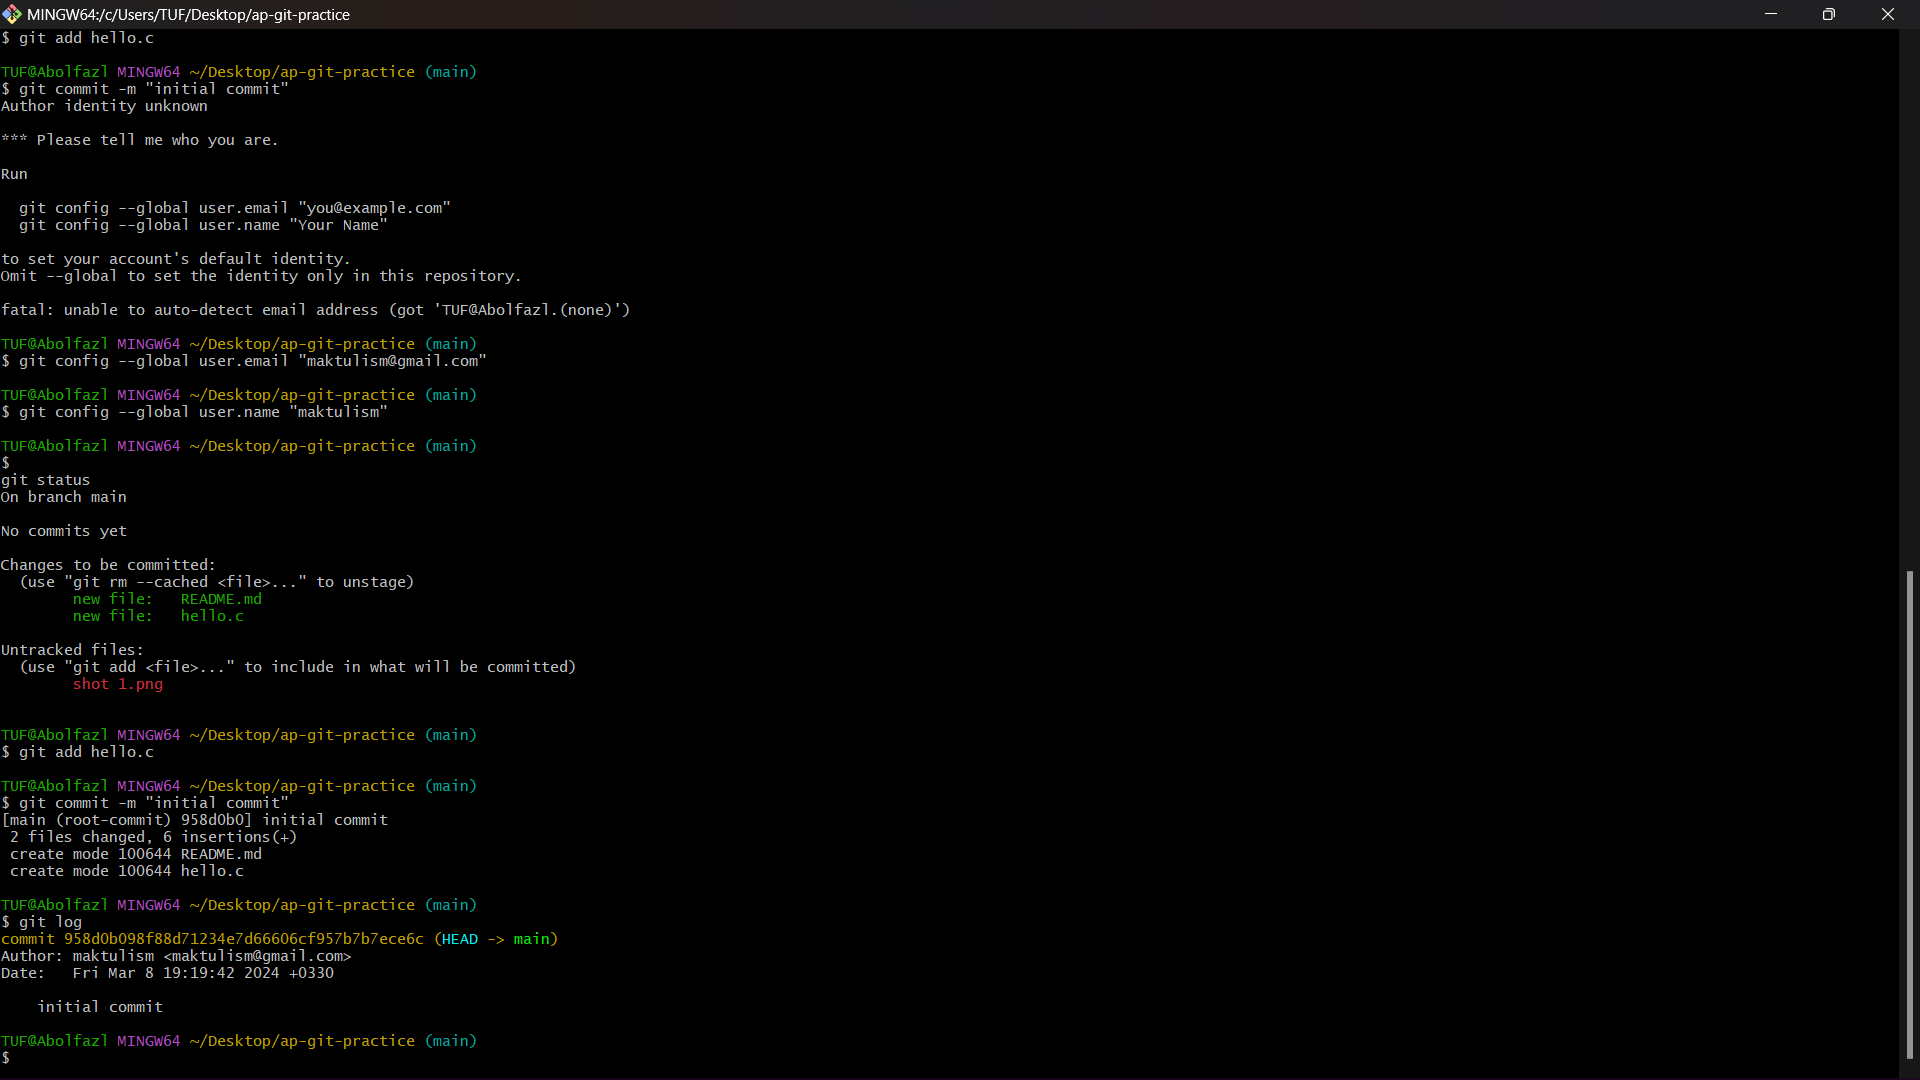 MINGW64:/c/Users/TUF/Desktop/ap-git-practice
$ git add hello.c
TUF@Abolfazl MINGW64 ~/Desktop/ap-git-practice (main)
$ git commit -m "initial commit"
Author identity unknown
*** Please tell me who you are.
Run
  git config --global user.email "you@example.com"
  git config --global user.name "Your Name"
to set your account's default identity.
Omit --global to set the identity only in this repository.
fatal: unable to auto-detect email address (got 'TUF@Abolfazl.(none)')
TUF@Abolfazl MINGW64 ~/Desktop/ap-git-practice (main)
$ git config --global user.email "maktulism@gmail.com"
TUF@Abolfazl MINGW64 ~/Desktop/ap-git-practice (main)
$ git config --global user.name "maktulism"
TUF@Abolfazl MINGW64 ~/Desktop/ap-git-practice (main)
$
git status
On branch main
No commits yet
Changes to be committed:
  (use "git rm --cached <file>..." to unstage)
        new file:   README.md
        new file:   hello.c
Untracked files:
  (use "git add <file>..." to include in what will be committed)
        shot 1.png
TUF@Abolfazl MINGW64 ~/Desktop/ap-git-practice (main)
$ git add hello.c
TUF@Abolfazl MINGW64 ~/Desktop/ap-git-practice (main)
$ git commit -m "initial commit"
[main (root-commit) 958d0b0] initial commit
 2 files changed, 6 insertions(+)
 create mode 100644 README.md
 create mode 100644 hello.c
TUF@Abolfazl MINGW64 ~/Desktop/ap-git-practice (main)
$ git log
commit 958d0b098f88d71234e7d66606cf957b7b7ece6c (HEAD -> main)
Author: maktulism <maktulism@gmail.com>
Date:   Fri Mar 8 19:19:42 2024 +0330
    initial commit
TUF@Abolfazl MINGW64 ~/Desktop/ap-git-practice (main)
$